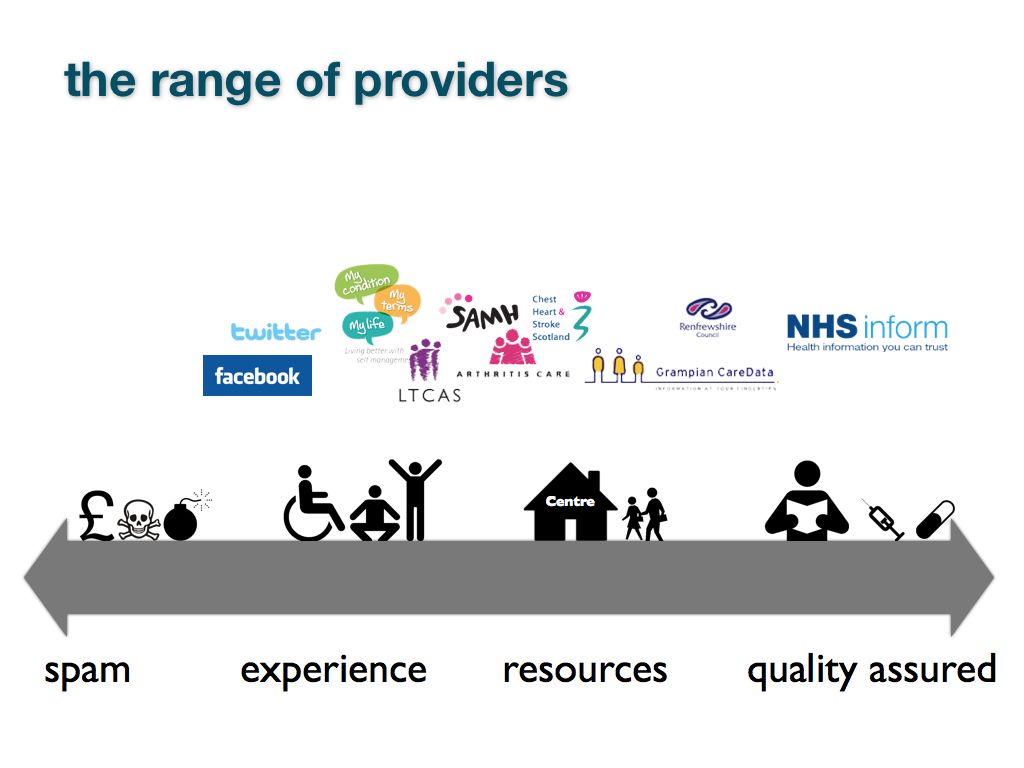 the range of providers
My
condition
My
terms
My life
Living better with
self manageme
twitter
facebook
LTCAS
SAMH
ARTHRITIS CARE
Chest
Heart &
Stroke
Scotland
Renfrewshire
Council
Grampian CareData
INFORMATION AT YOUR FINGERTIPS
NHS inform
Health information you can trust
£
Centre
spam
experience
resources
quality assured